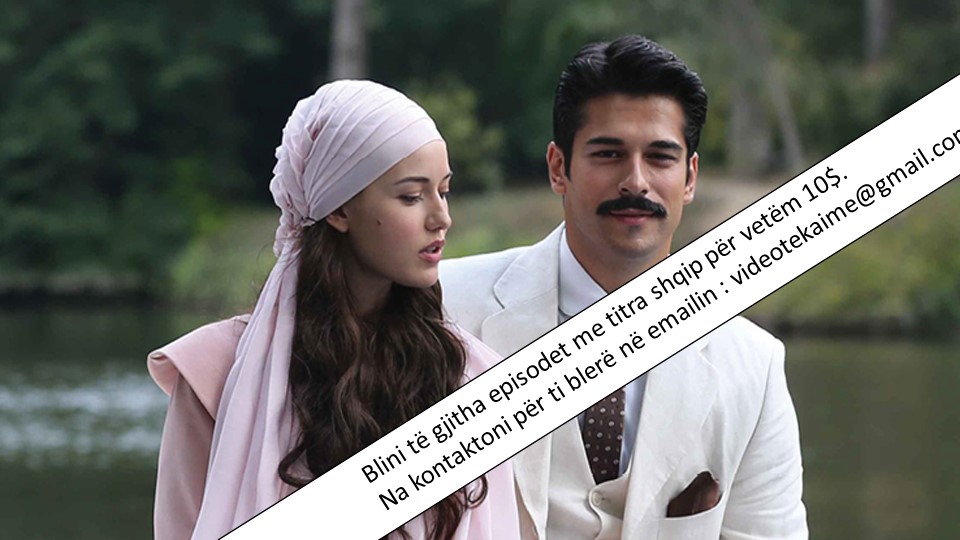 Blini të gjitha episodet me titra shqip për vetëm 10$.
Na kontaktoni për ti blerë në emailin : videotekaime@gmail.com